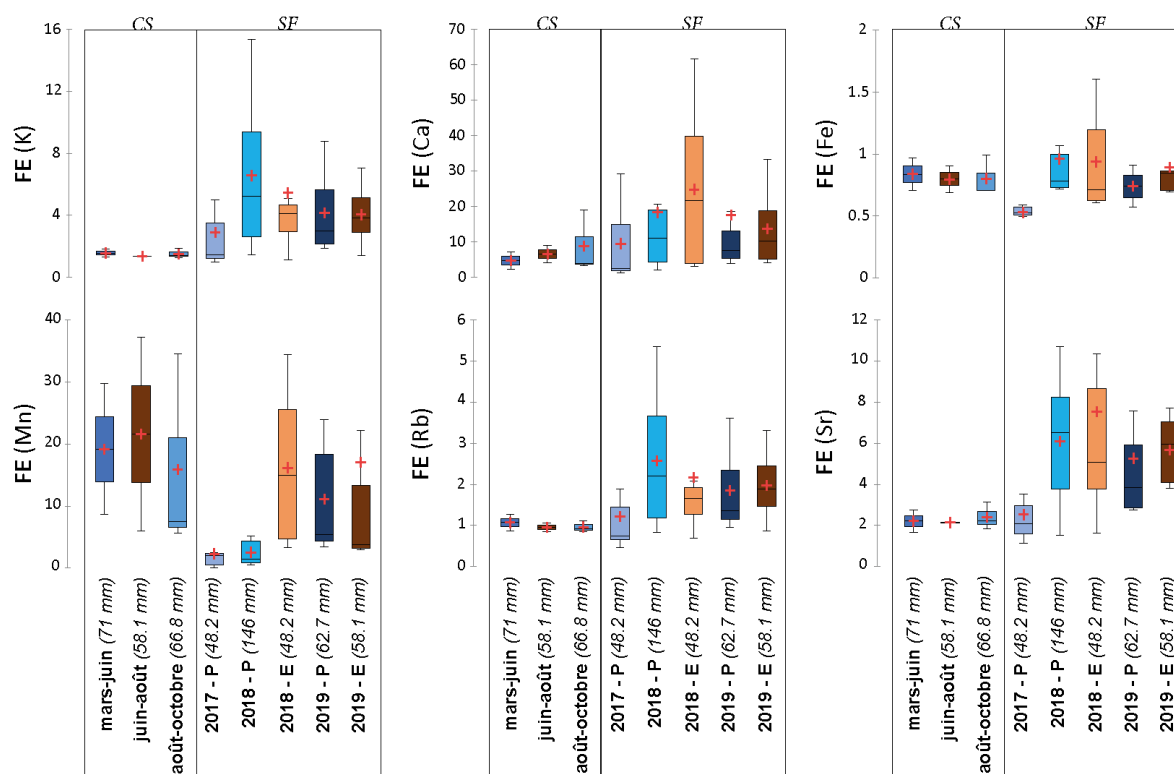 CS SF
FE (K)
16
12
8
4
0
CS SF
FE (Ca)
70
60
50
40
30
20
10
0
CS SF
FE (Fe)
2
1.5
1
0.5
0
FE (Mn)
40
30
20
10
0
FE (Rb)
6
5
4
3
2
1
0
FE (Sr)
12
10
8
6
4
2
0
mars-juin (71 mm)
juin-août (58.1 mm)
août-octobre (66.8 mm)
2017 - P (48.2 mm)
2018 - P (146 mm)
2018 - E (48.2 mm)
2019 - P (62.7 mm)
2019 - E (58.1 mm)
mars-juin (71 mm)
juin-août (58.1 mm)
août-octobre (66.8 mm)
2017 - P (48.2 mm)
2018 - P (146 mm)
2018 - E (48.2 mm)
2019 - P (62.7 mm)
2019 - E (58.1 mm)
mars-juin (71 mm)
juin-août (58.1 mm)
août-octobre (66.8 mm)
2017 - P (48.2 mm)
2018 - P (146 mm)
2018 - E (48.2 mm)
2019 - P (62.7 mm)
2019 - E (58.1 mm)